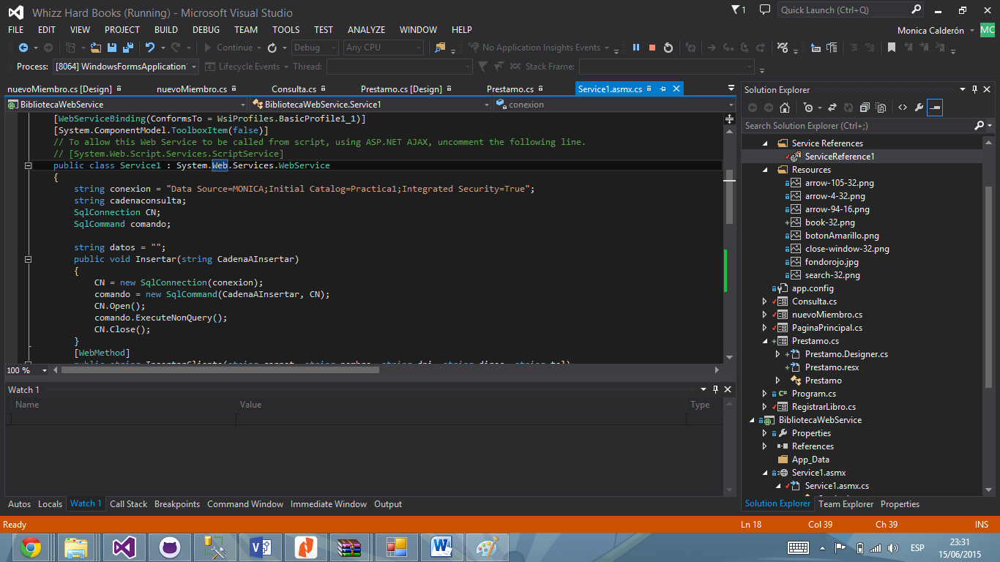 Whizz Hard Books (Running) - Microsoft Visual Studio
1
Quick Launch (Ctrl+Q)
FILE EDIT VIEW PROJECT BUILD DEBUG TEAM TOOLS TEST ANALYZE WINDOW HELP
Monica Calderón MC
Continue Debug Any CPU No Application Insights Events
Process: [8064] WindowsFormsApplication Lifecycle Events Thread: Stack Frame:
nuevoMiembro.cs [Design] nuevoMiembro.cs Consulta.cs Prestamo.cs [Design] Prestamo.cs Service1.asmx.cs
BibliotecaWebService BibliotecaWebService.Service1 conexion
[WebServiceBinding(ConformsTo = WsiProfiles.BasicProfile1_1)]
[System.ComponentModel.ToolboxItem(false)]
// To allow this Web Service to be called from script, using ASP.NET AJAX, uncomment the following line.
// [System.Web.Script.Services.ScriptService]
public class Service1 : System.Web.Services.WebService
{
string conexion = "Data Source=MONICA;Initial Catalog=Practica1;Integrated Security=True";
string cadenaconsulta;
SqlConnection CN;
SqlCommand comando;
string datos = "";
public void Insertar(string CadenaAInsertar)
{
CN = new SqlConnection(conexion);
comando = new SqlCommand(CadenaAInsertar, CN);
CN.Open();
comando.ExecuteNonQuery();
CN.Close();
}
[WebMethod]
100 %
Watch 1
Name Value Type
Autos Locals Watch 1 Call Stack Breakpoints Command Window Immediate Window Output
Solution Explorer
Search Solution Explorer (Ctrl+;)
Service References
ServiceReference1
Resources
arrow-105-32.png
arrow-4-32.png
arrow-94-16.png
book-32.png
botonAmarillo.png
close-window-32.png
fondorojo.jpg
search-32.png
app.config
Consulta.cs
nuevoMiembro.cs
PaginaPrincipal.cs
Prestamo.cs
Prestamo.Designer.cs
Prestamo.resx
Prestamo
Program.cs
RegistrarLibro.cs
BibliotecaWebService
Properties
References
App_Data
Service1.asmx
Service1.asmx.cs
Solution Explorer Team Explorer Properties
Ready Ln 18 Col 39 Ch 39 INS
ESP
23:31
15/06/2015